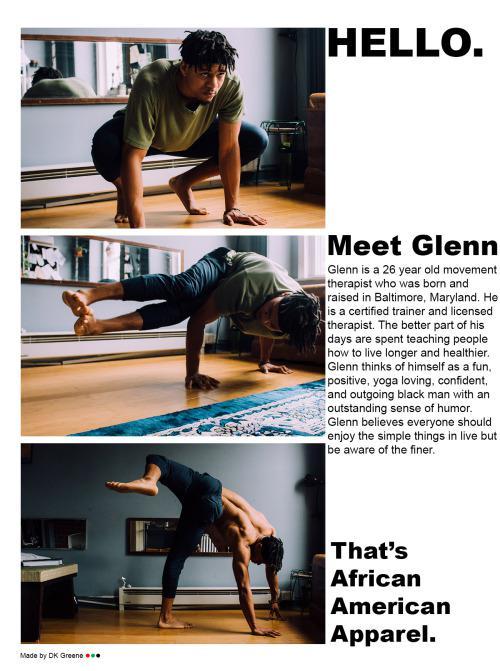 HELLO.
Meet Glenn
Glenn is a 26 year old movement
therapist who was born and
raised in Baltimore, Maryland. He
is a certified trainer and licensed
therapist. The better part of his
days are spent teaching people
how to live longer and healthier.
Glenn thinks of himself as a fun,
positive, yoga loving, confident,
and outgoing black man with an
outstanding sense of humor.
Glenn believes everyone should
enjoy the simple things in live but
be aware of the finer.
That's
African
American
Apparel.
Made by DK Greene